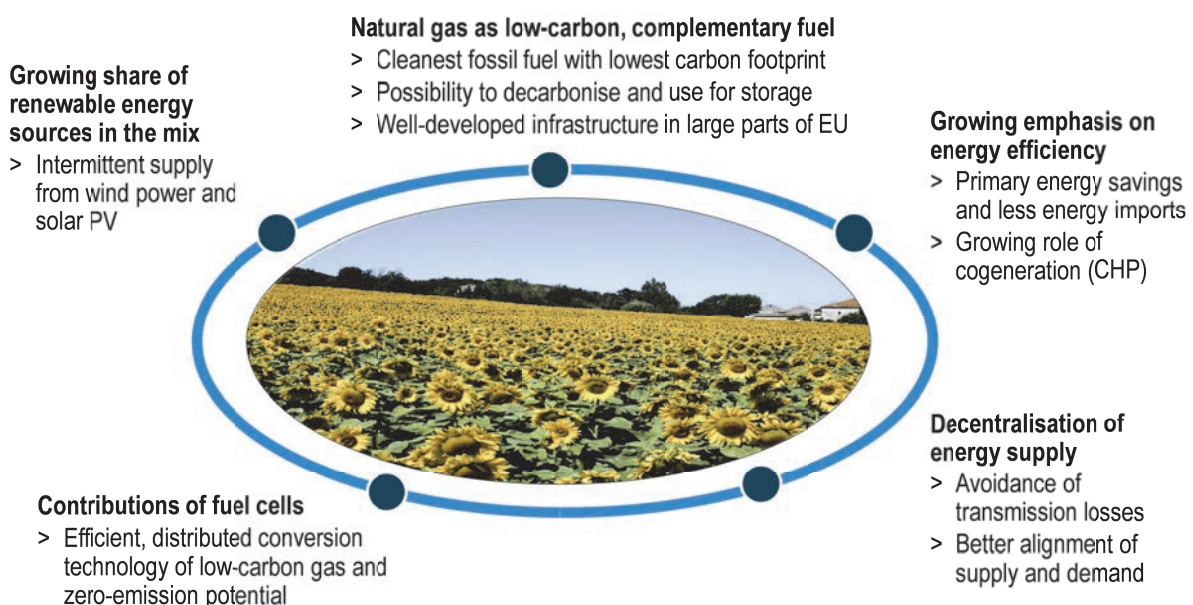 Natural gas as low-carbon, complementary fuel
> Cleanest fossil fuel with lowest carbon footprint
> Possibility to decarbonise and use for storage
> Well-developed infrastructure in large parts of EU
Growing share of
renewable energy
sources in the mix
> Intermittent supply
from wind power and
solar PV
Growing emphasis on
energy efficiency
> Primary energy savings
and less energy imports
> Growing role of
cogeneration (CHP)
Decentralisation of
energy supply
> Avoidance of
transmission losses
> Better alignment of
supply and demand
Contributions of fuel cells
> Efficient, distributed conversion
technology of low-carbon gas and
zero-emission potential